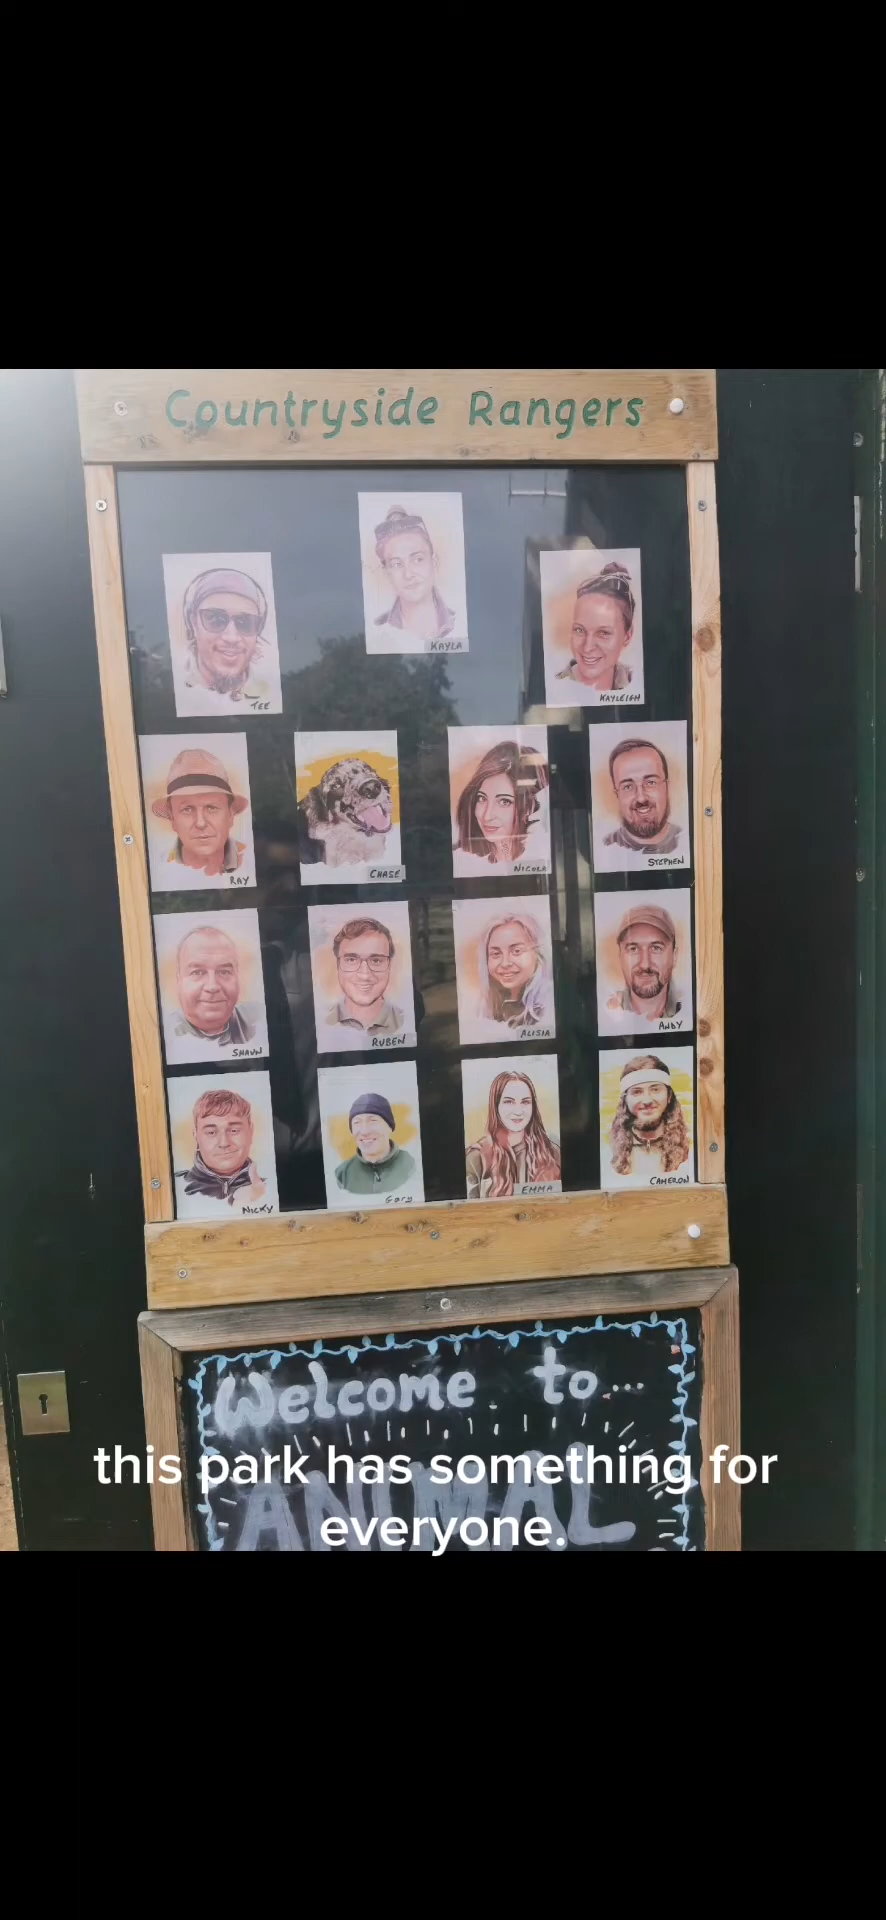 Countryside Rangers
KAYLA
TEE
KAYLEIGH
RAY
CHASE
NICOLA
STEPHEN
SHAUN
RUBEN
ALISIA
ANDY
NICKY
Gary
EMMA
CAMERON
Welcome to...
ANIMAL
this park has something for
everyone.